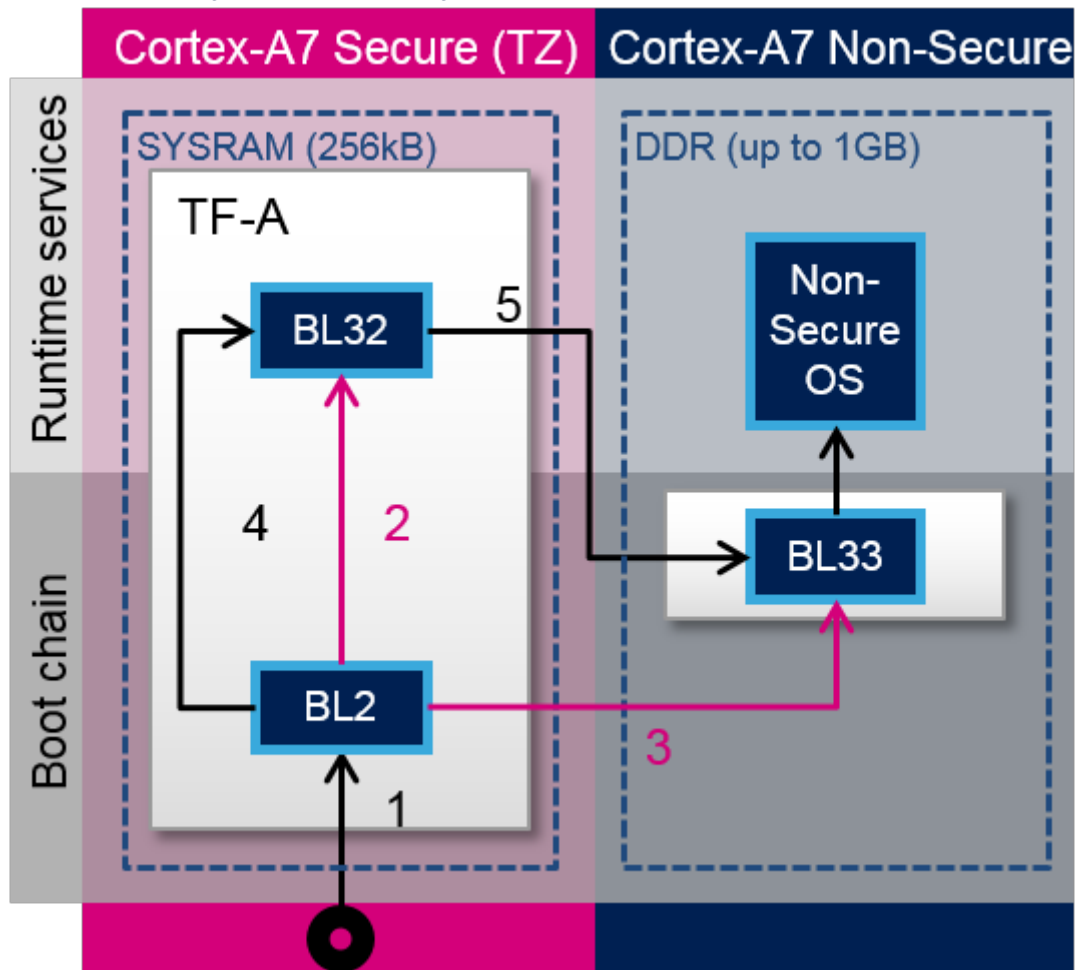 Cortex-A7 Secure (TZ)
Cortex-A7 Non-Secure
Runtime services
SYSRAM (256kB)
DDR (up to 1GB)
TF-A
BL32
5
Non-
Secure
OS
4
2
BL33
Boot chain
BL2
3
1